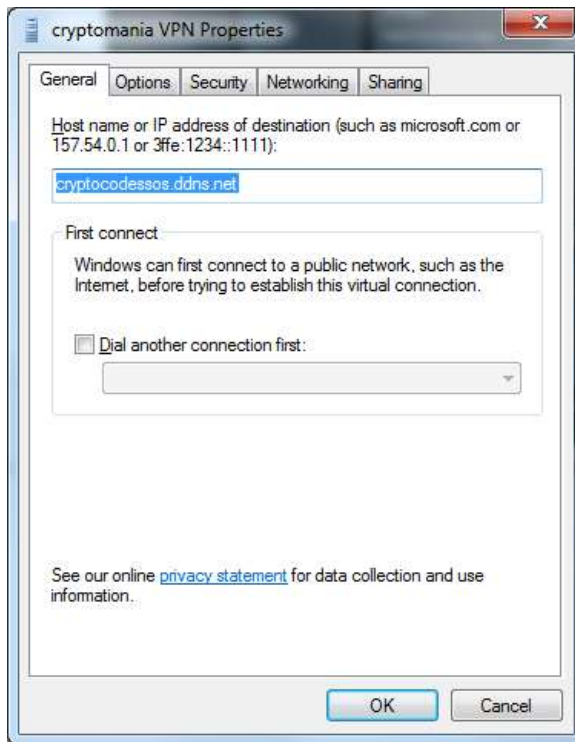 cryptomania VPN Properties
General Options Security Networking Sharing
Host name or IP address of destination (such as microsoft.com or
157.54.0.1 or 3ffe:1234::1111):
cryptocodessos.ddns.net
First connect
Windows can first connect to a public network, such as the
Internet, before trying to establish this virtual connection.
Dial another connection first:
See our online privacy statement for data collection and use
information.
OK Cancel